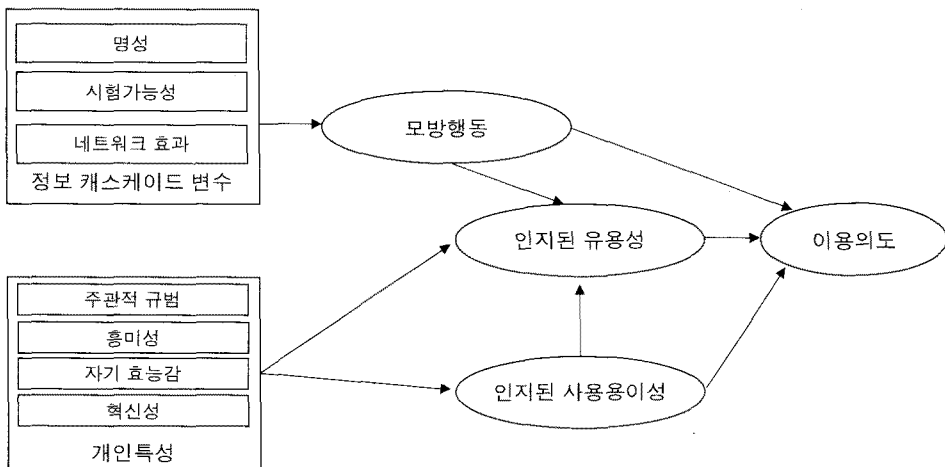 명성
시험가능성
네트워크 효과
정보 캐스케이드 변수
모방행동
인지된 유용성
이용의도
주관적 규범
흥미성
자기 효능감
혁신성
개인특성
인지된 사용용이성